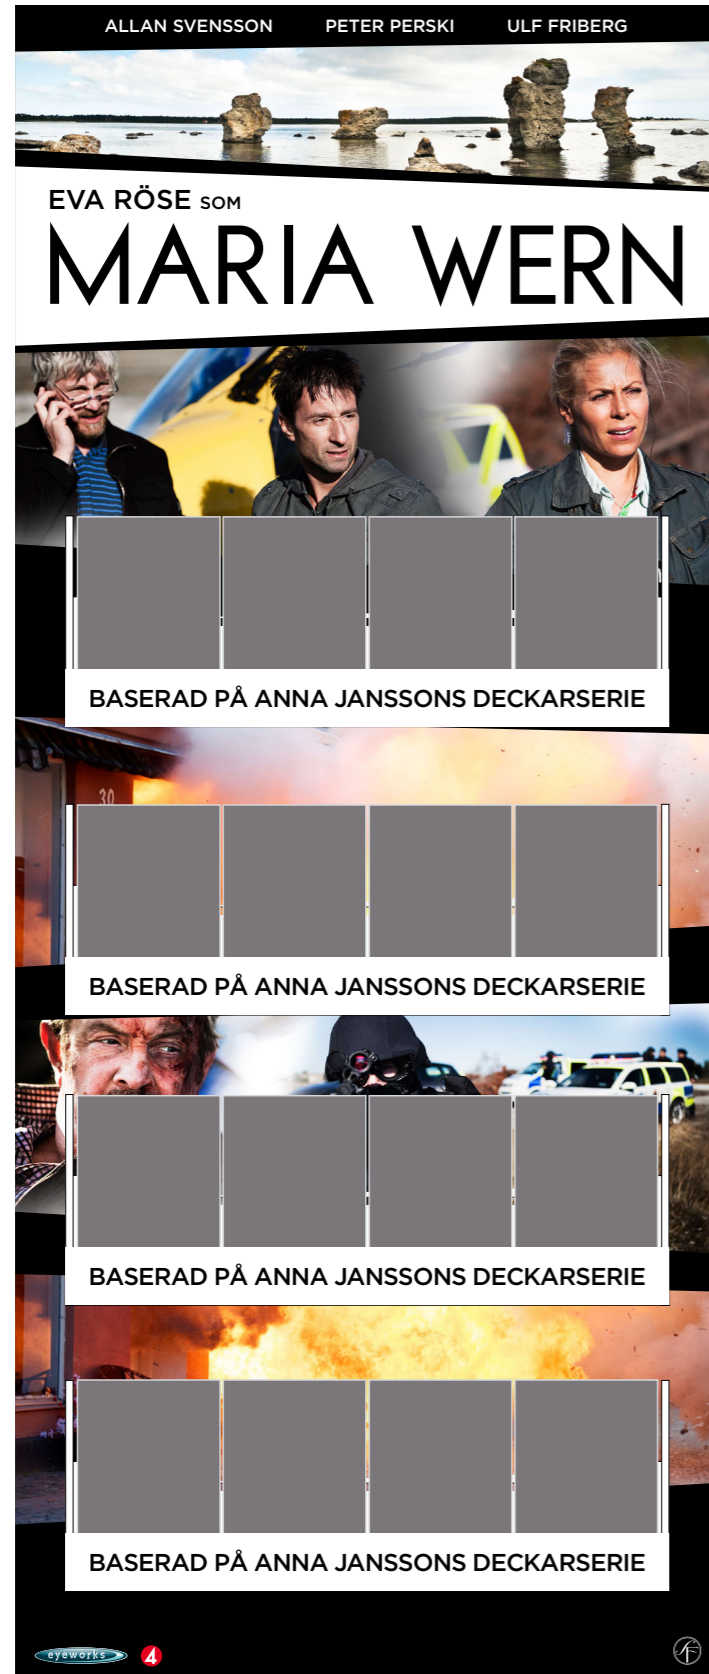 ALLAN SVENSSON PETER PERSKI ULF FRIBERG
EVA RÖSE SOM
MARIA WERN
BASERAD PÅ ANNA JANSSONS DECKARSERIE
30
BASERAD PÅ ANNA JANSSONS DECKARSERIE
BASERAD PÅ ANNA JANSSONS DECKARSERIE
BASERAD PÅ ANNA JANSSONS DECKARSERIE
eyeworks 4 SF